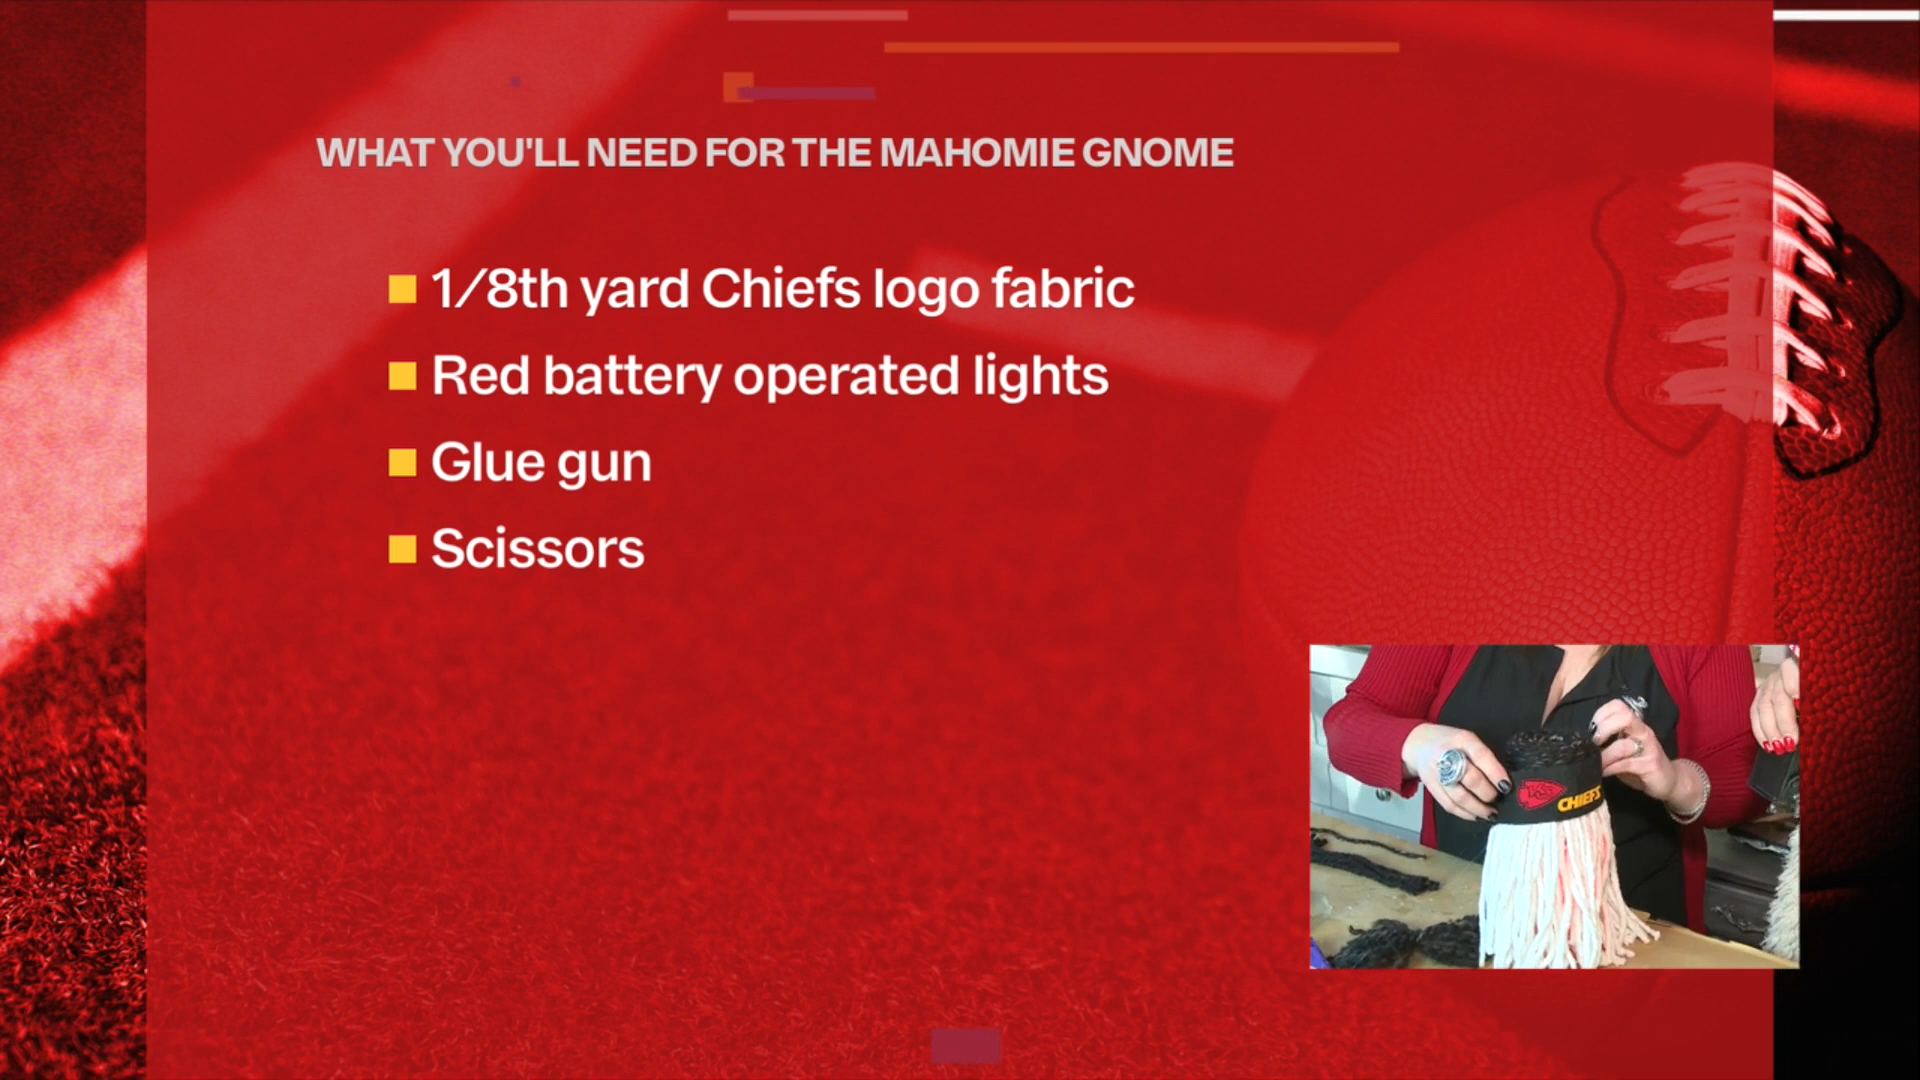 WHAT YOU'LL NEED FOR THE MAHOMIE GNOME
1/8th yard Chiefs logo fabric
Red battery operated lights
Glue gun
Scissors
KC
CHIEFS